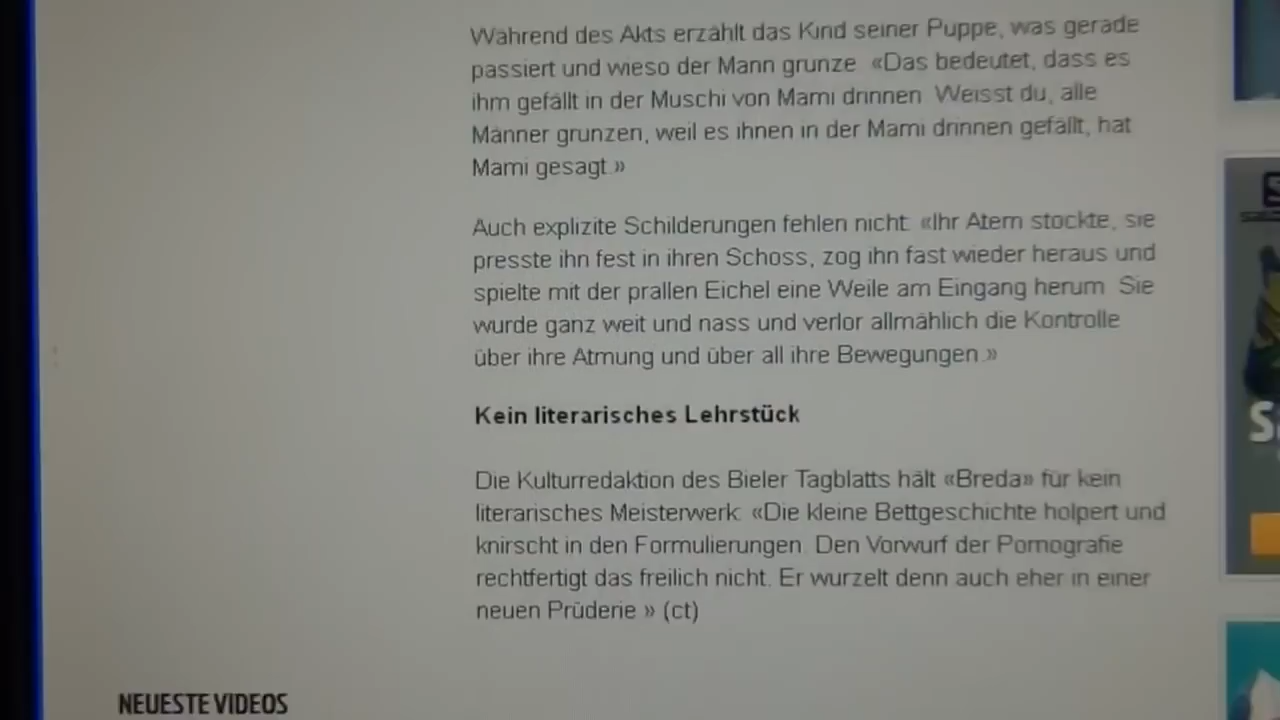 Während des Akts erzählt das Kind seiner Puppe, was gerade
passiert und wieso der Mann grunze. «Das bedeutet, dass es
ihm gefällt in der Muschi von Mami drinnen. Weisst du, alle
Männer grunzen, weil es ihnen in der Mami drinnen gefällt, hat
Mami gesagt.»
Auch explizite Schilderungen fehlen nicht: «Ihr Atem stockte, sie
presste ihn fest in ihren Schoss, zog ihn fast wieder heraus und
spielte mit der prallen Eichel eine Weile am Eingang herum. Sie
wurde ganz weit und nass und verlor allmählich die Kontrolle
über ihre Atmung und über all ihre Bewegungen.»
Kein literarisches Lehrstück
Die Kulturredaktion des Bieler Tagblatts hält «Breda» für kein
literarisches Meisterwerk: «Die kleine Bettgeschichte holpert und
knirscht in den Formulierungen. Den Vorwurf der Pornografie
rechtfertigt das freilich nicht. Er wurzelt denn auch eher in einer
neuen Prüderie.» (ct)
NEUESTE VIDEOS